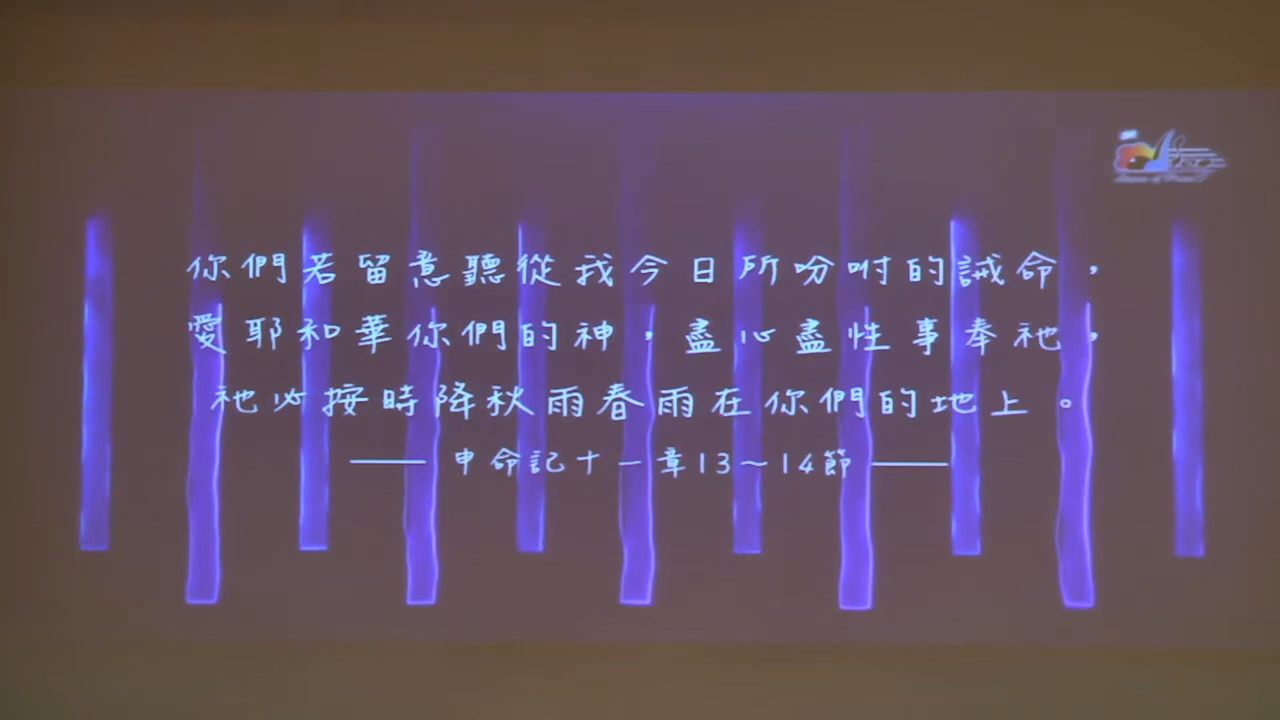 你們若留意聽從我今日所吩咐的誡命，
愛耶和華你們的神，盡心盡性事奉祂，
祂必按時降秋雨春雨在你們的地上。
申命記十一章13～14節